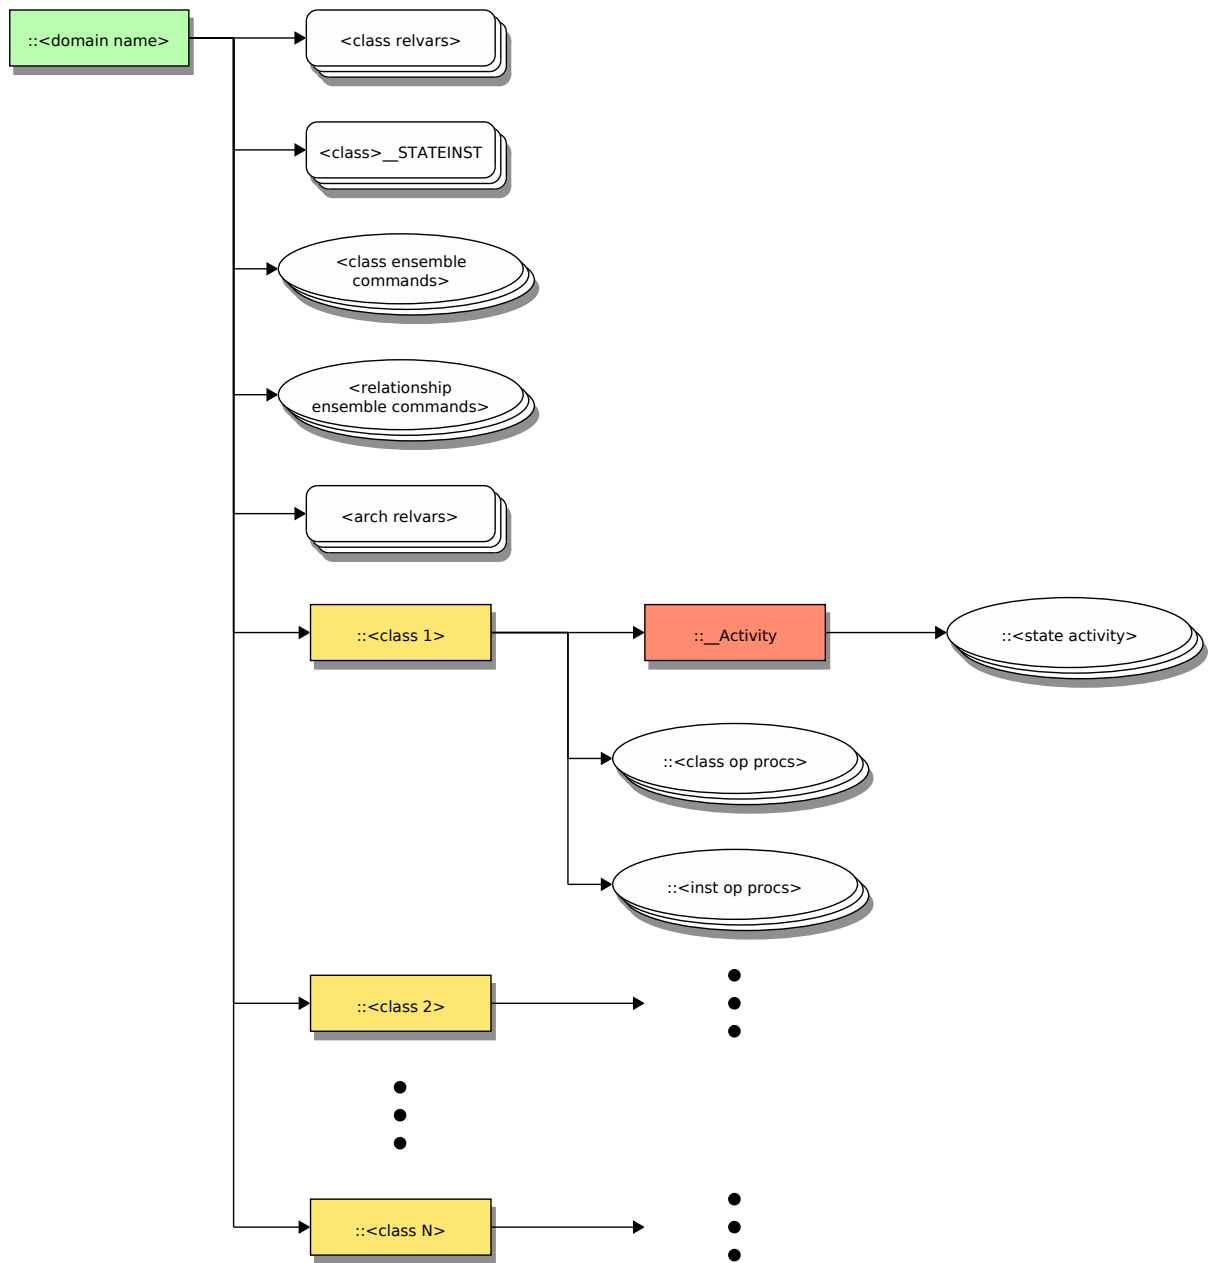 ::<domain name>
<class relvars>
<class>__STATEINST
<class ensemble
commands>
<relationship
ensemble commands>
<arch relvars>
::<class 1>
::__Activity
::<state activity>
::<class op procs>
::<inst op procs>
::<class 2>
::<class N>